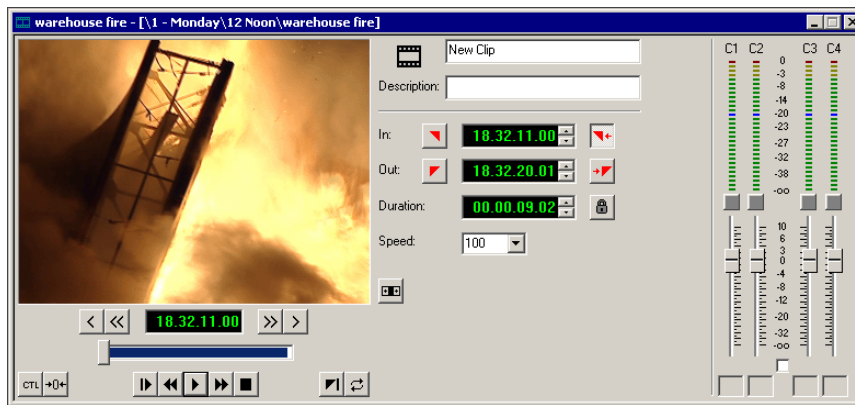 warehouse fire - [\1 - Monday\12 Noon\warehouse fire]
New Clip
Description:
In: 18.32.11.00
Out: 18.32.20.01
Duration: 00.00.09.02
Speed: 100
< << 18.32.11.00 >> >
CTL →0←
C1 C2 C3 C4
0
-3
-8
-14
-20
-23
-27
-32
-38
-oo
10
6
3
0
-4
-8
-12
-20
-32
-oo